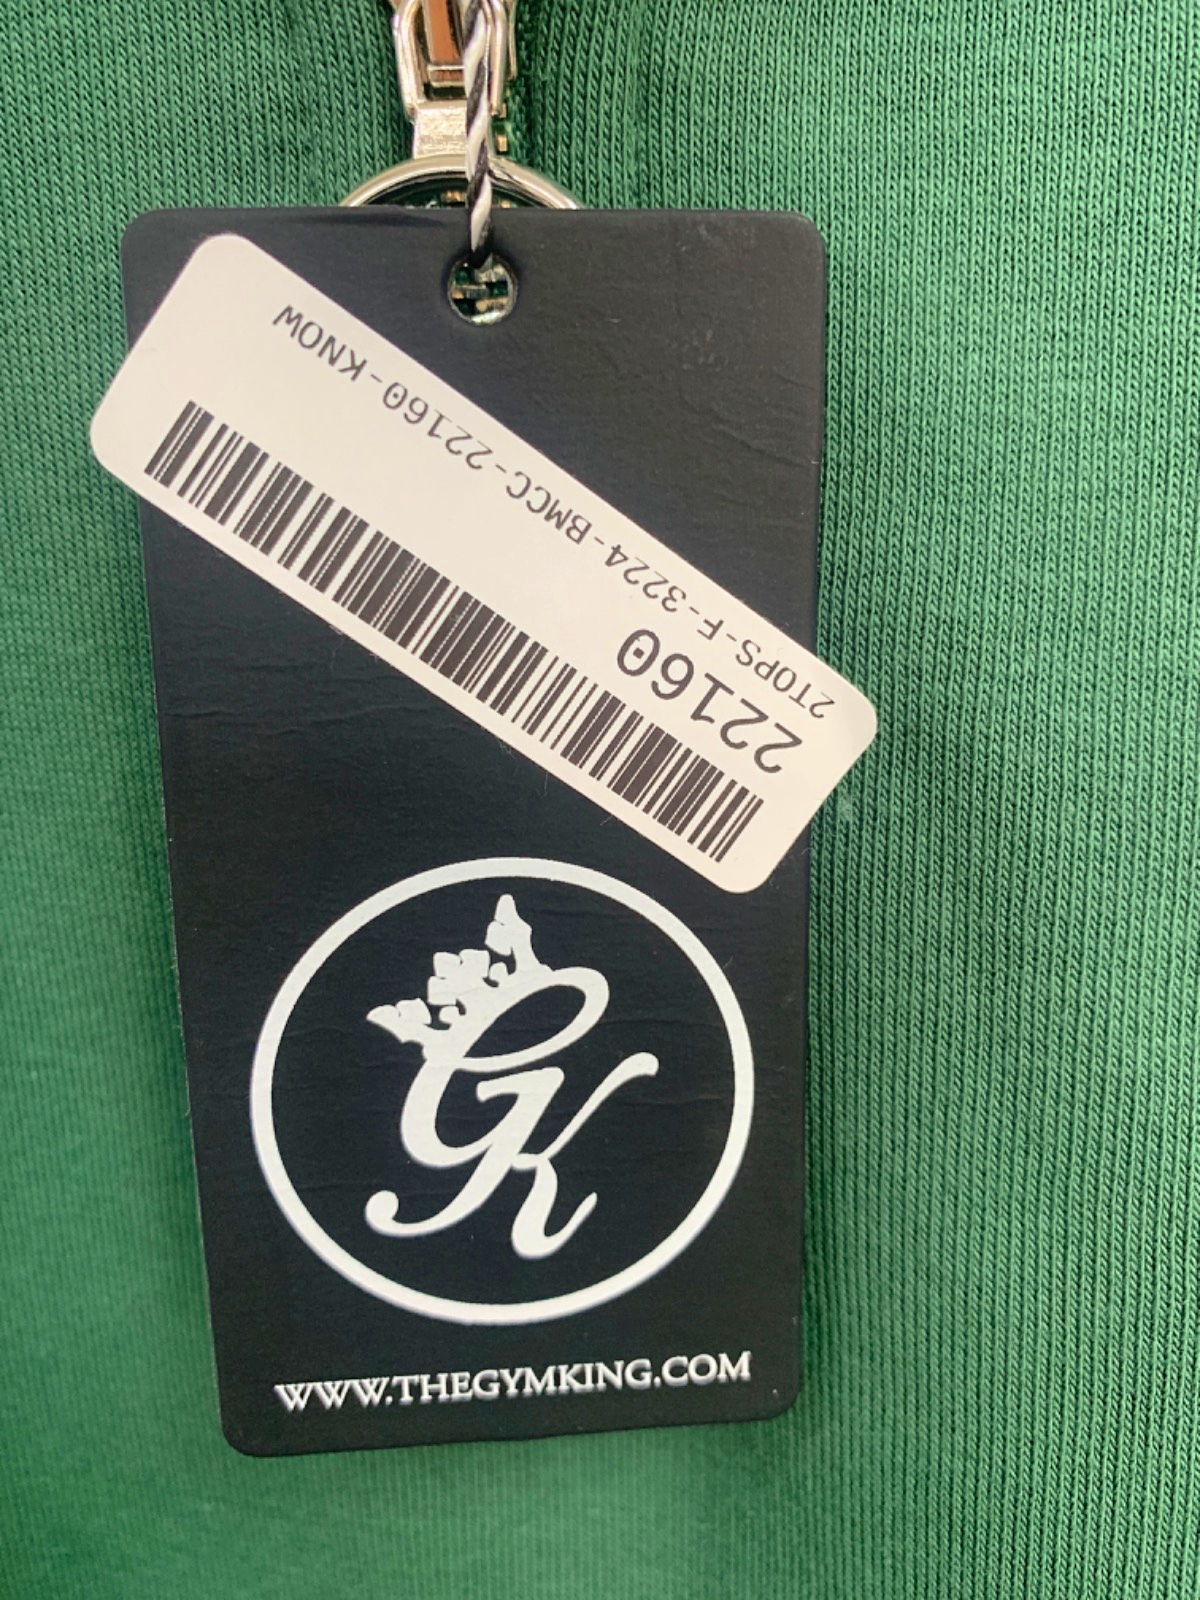 2TOPS-F-3224-BMCC-22160-KNOW
22160
GK
WWW.THEGYMKING.COM